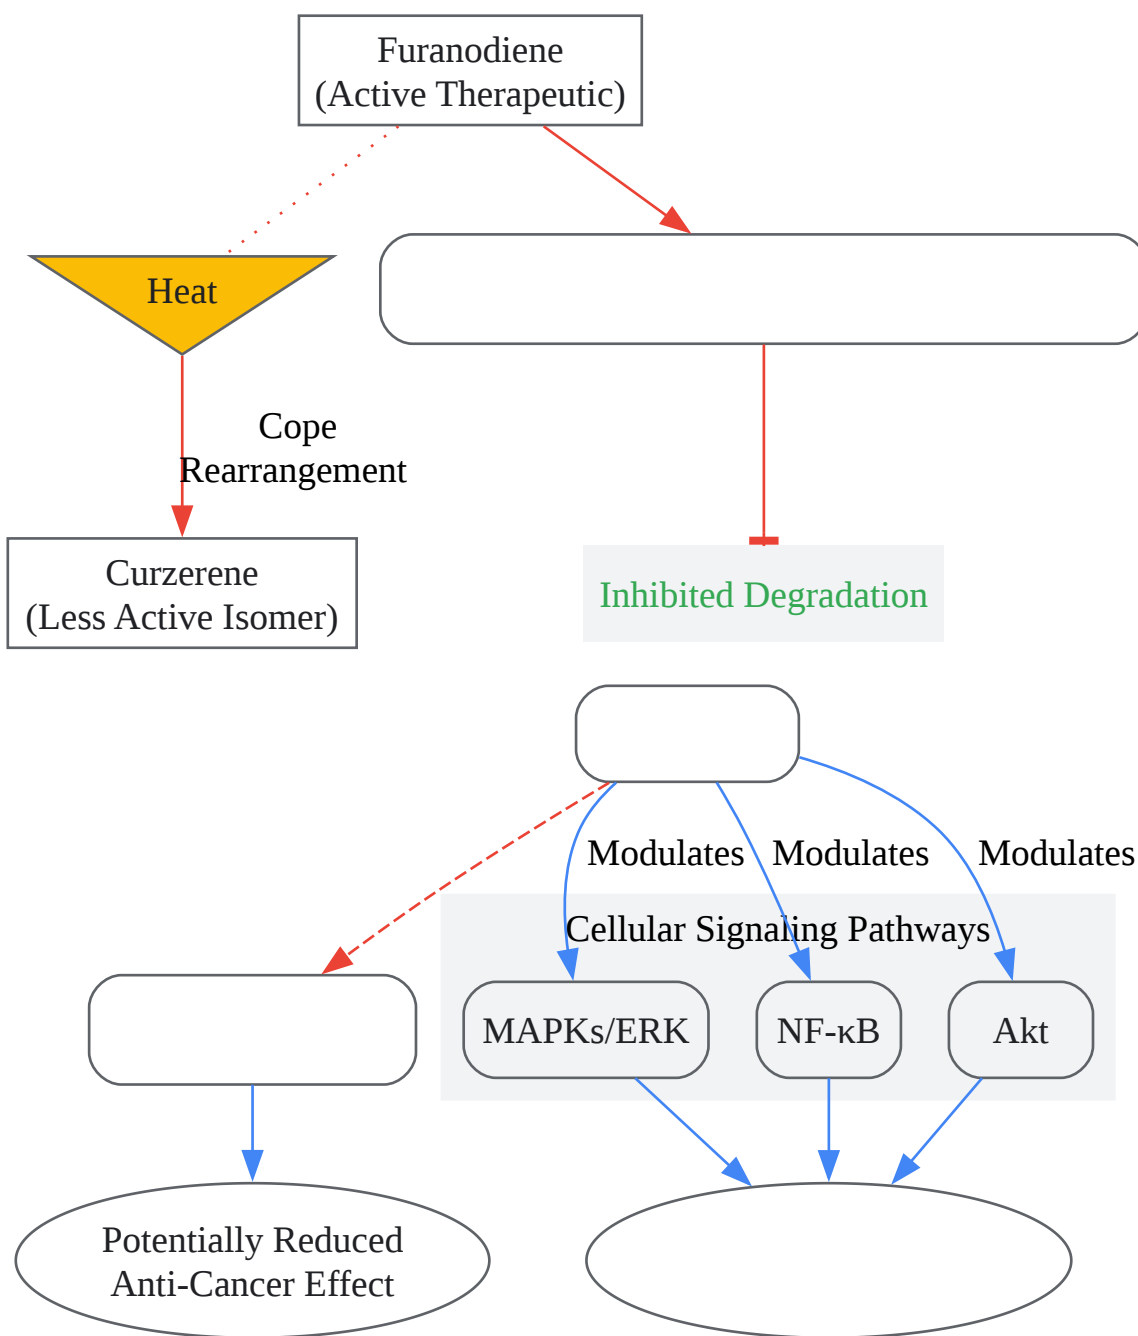 Furanodiene
(Active Therapeutic)
Heat
Cope
Rearrangement
Curzerene
(Less Active Isomer)
Inhibited Degradation
Modulates
Modulates
Modulates
Cellular Signaling Pathways
MAPKs/ERK
NF-κB
Akt
Potentially Reduced
Anti-Cancer Effect